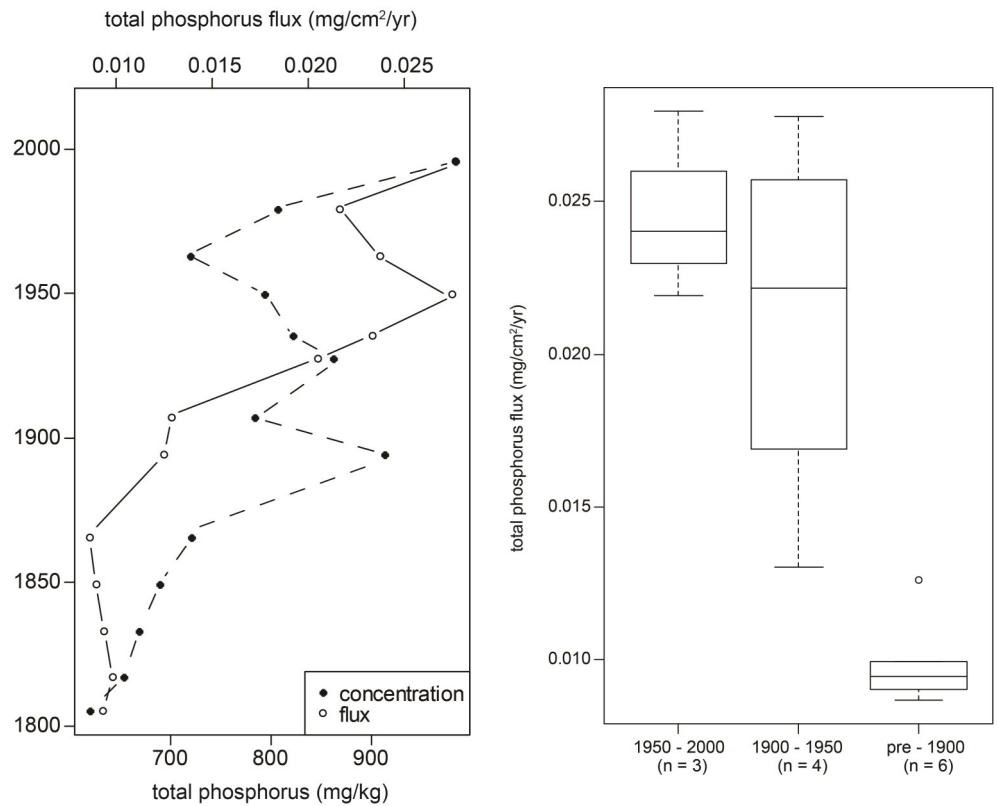 total phosphorus flux (mg/cm²/yr)
0.010 0.015 0.020 0.025
2000
1950
1900
1850
1800
concentration
flux
700 800 900
total phosphorus (mg/kg)
total phosphorus flux (mg/cm²/yr)
0.025
0.020
0.015
0.010
1950 - 2000 1900 - 1950 pre - 1900
(n = 3) (n = 4) (n = 6)